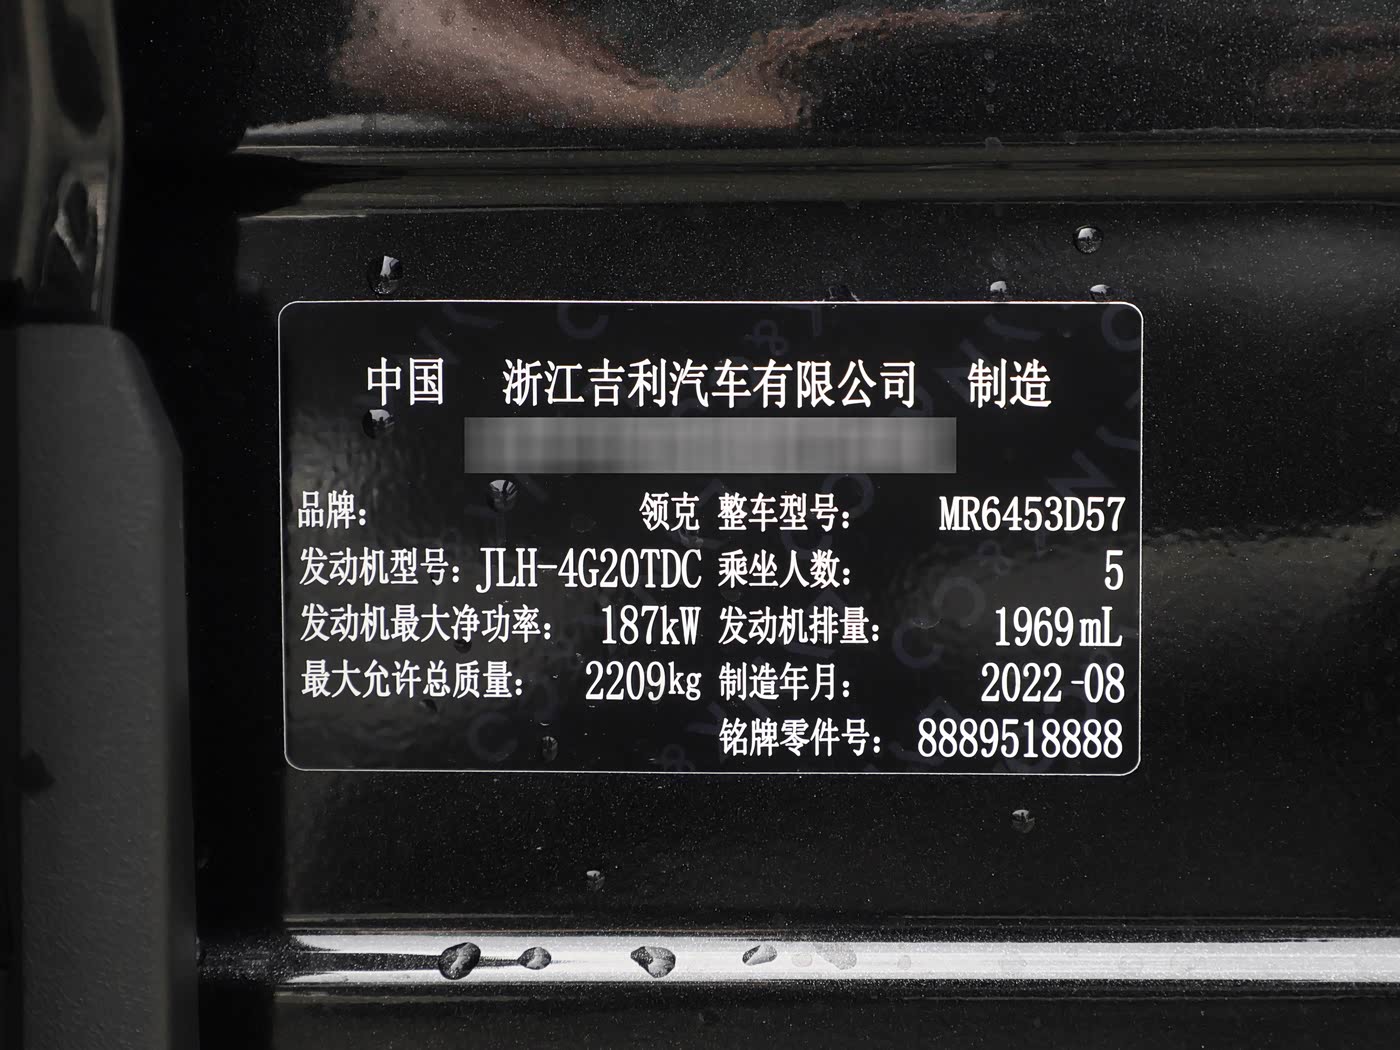 中国 浙江吉利汽车有限公司 制造
品牌： 领克 整车型号： MR6453D57
发动机型号：JLH-4G20TDC 乘坐人数： 5
发动机最大净功率： 187kW 发动机排量： 1969mL
最大允许总质量： 2209kg 制造年月： 2022-08
铭牌零件号： 8889518888